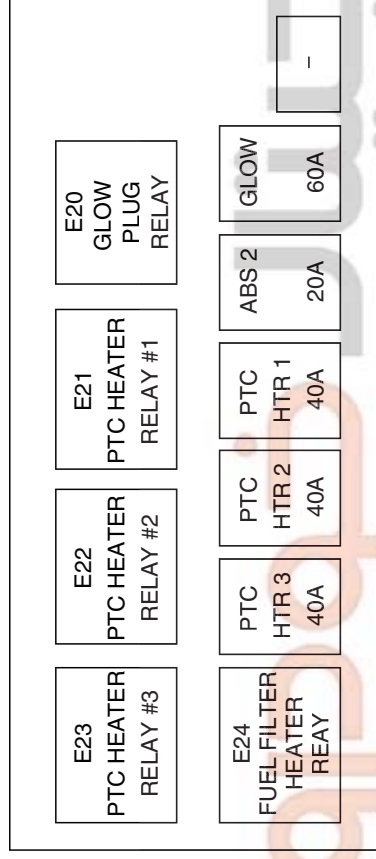 E23
PTC HEATER
RELAY #3
E22
PTC HEATER
RELAY #2
E21
PTC HEATER
RELAY #1
E20
GLOW
PLUG
RELAY
E24
FUEL FILTER
HEATER
REAY
PTC
HTR 3
40A
PTC
HTR 2
40A
PTC
HTR 1
40A
ABS 2
20A
GLOW
60A
–